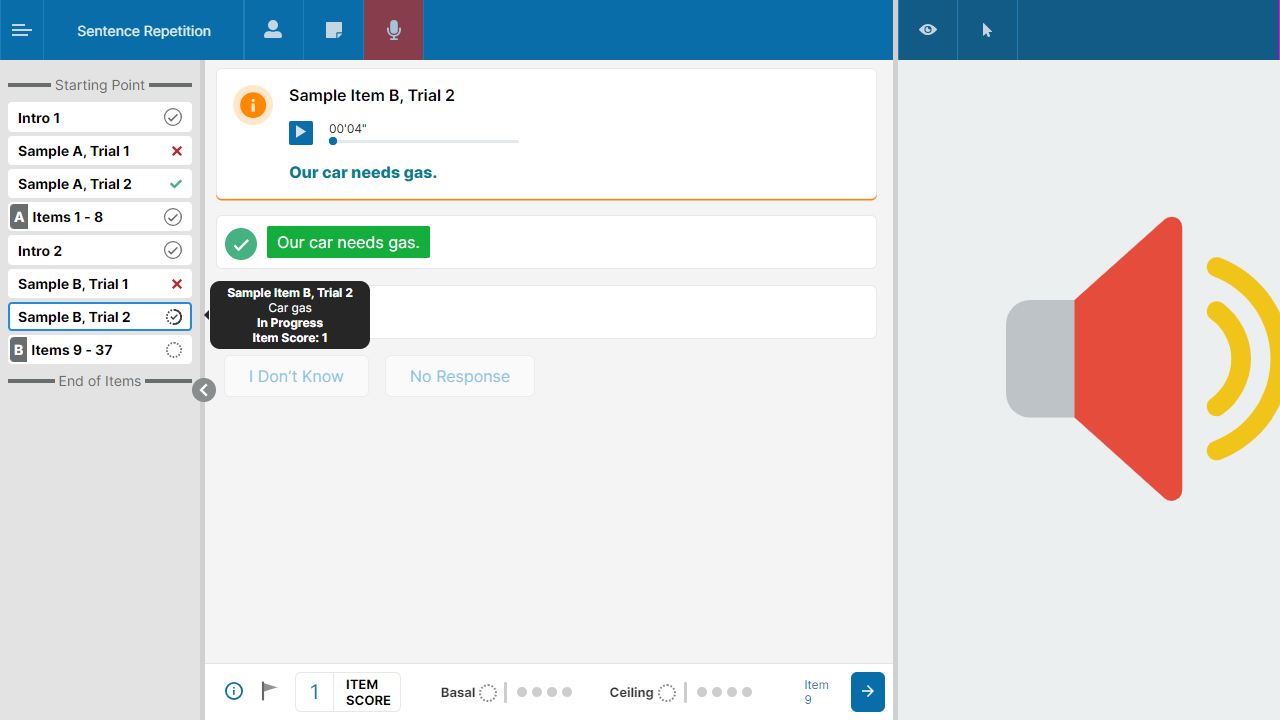 Sentence Repetition
Starting Point
Intro 1
Sample A, Trial 1
Sample A, Trial 2
A Items 1 - 8
Intro 2
Sample B, Trial 1
Sample B, Trial 2
B Items 9 - 37
End of Items
Sample Item B, Trial 2
00'04"
Our car needs gas.
Our car needs gas.
Sample Item B, Trial 2
Car gas
In Progress
Item Score: 1
I Don't Know
No Response
1 ITEM
SCORE
Basal
Ceiling
Item
9